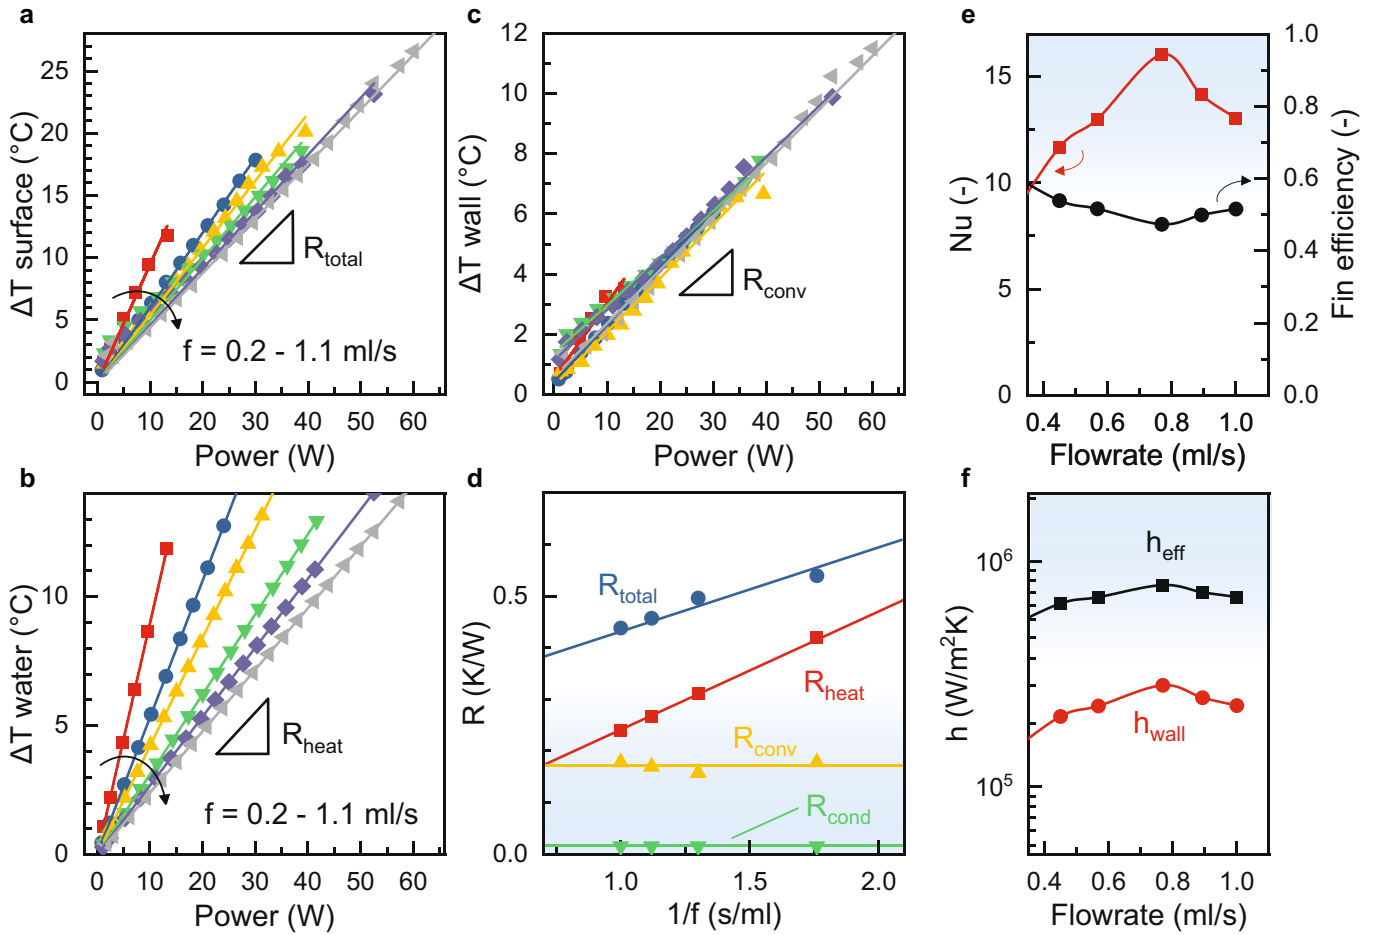 a
ΔT surface (°C)
25
20
15
10
5
0
R_total
f = 0.2 - 1.1 ml/s
0 10 20 30 40 50 60
Power (W)
c
ΔT wall (°C)
12
10
8
6
4
2
0
R_conv
0 10 20 30 40 50 60
Power (W)
e
Nu (-)
15
10
5
0
1.0
0.8
0.6
0.4
0.2
0.0
Fin efficiency (-)
0.4 0.6 0.8 1.0
Flowrate (ml/s)
b
ΔT water (°C)
10
5
0
R_heat
f = 0.2 - 1.1 ml/s
0 10 20 30 40 50 60
Power (W)
d
R (K/W)
0.5
0.0
R_total
R_heat
R_conv
R_cond
1.0 1.5 2.0
1/f (s/ml)
f
h (W/m²K)
10⁶
10⁵
h_eff
h_wall
0.4 0.6 0.8 1.0
Flowrate (ml/s)